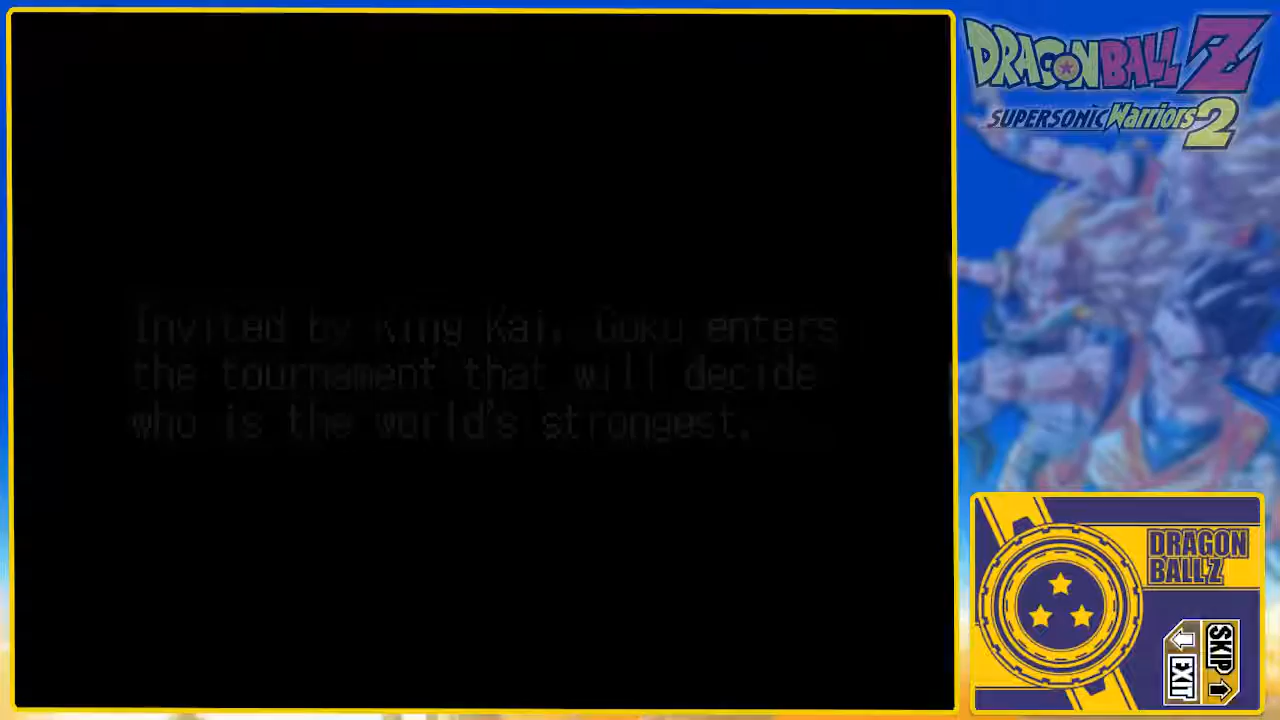 DRAGON BALL Z
SUPERSONIC Warriors 2
Invited by King Kai, Goku enters
the tournament that will decide
who is the world's strongest.
DRAGON
BALL Z
SKIP
EXIT